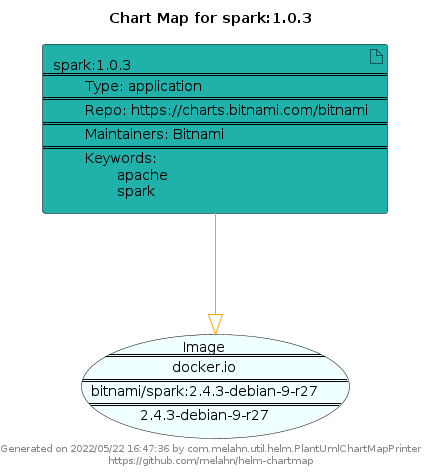 Chart Map for spark:1.0.3
spark:1.0.3
Type: application
Repo: https://charts.bitnami.com/bitnami
Maintainers: Bitnami
Keywords:
apache
spark
Image
docker.io
bitnami/spark:2.4.3-debian-9-r27
2.4.3-debian-9-r27
Generated on 2022/05/22 16:47:36 by com.melahn.util.helm.PlantUmlChartMapPrinter
https://github.com/melahn/helm-chartmap